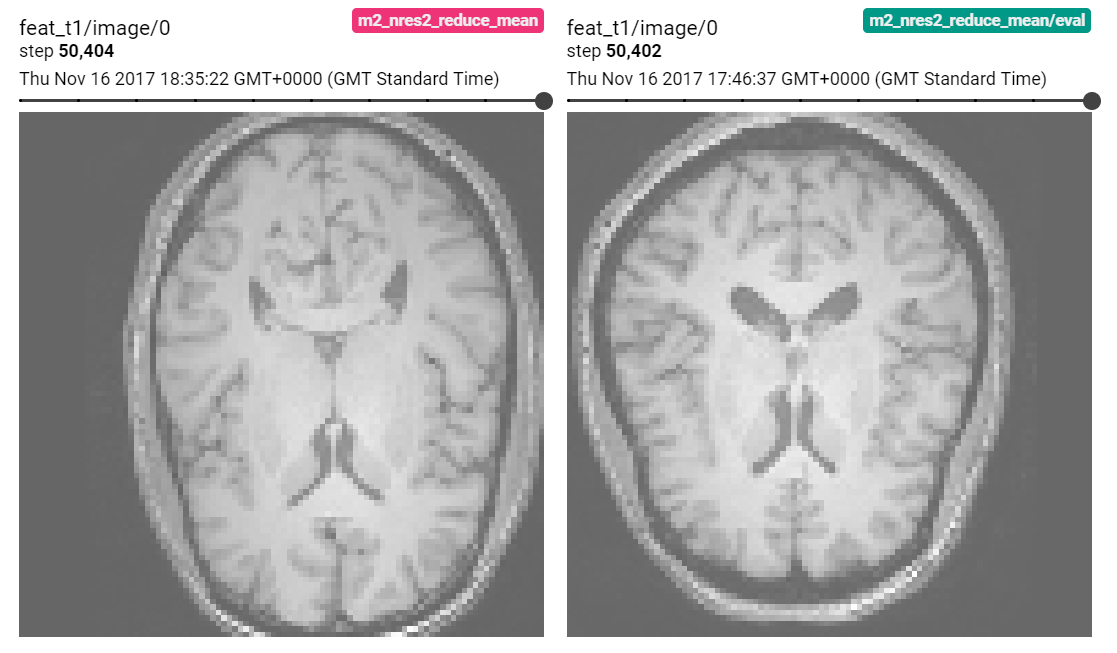 feat_t1/image/0
m2_nres2_reduce_mean
step 50,404
Thu Nov 16 2017 18:35:22 GMT+0000 (GMT Standard Time)
feat_t1/image/0
m2_nres2_reduce_mean/eval
step 50,402
Thu Nov 16 2017 17:46:37 GMT+0000 (GMT Standard Time)